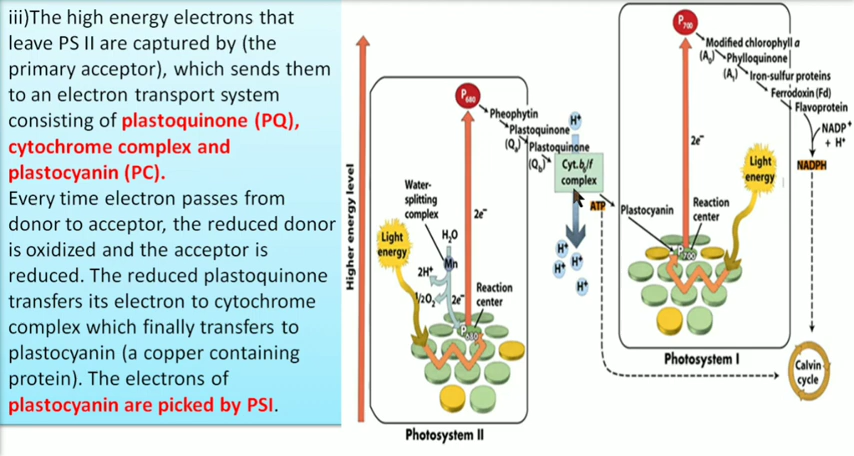 iii)The high energy electrons that
leave PS II are captured by (the
primary acceptor), which sends them
to an electron transport system
consisting of plastoquinone (PQ),
cytochrome complex and
plastocyanin (PC).
Every time electron passes from
donor to acceptor, the reduced donor
is oxidized and the acceptor is
reduced. The reduced plastoquinone
transfers its electron to cytochrome
complex which finally transfers to
plastocyanin (a copper containing
protein). The electrons of
plastocyanin are picked by PSI.
Higher energy level
P680
Pheophytin
Plastoquinone
(Qa)
Plastoquinone
(Qb)
H+
Cyt.b6/f
complex
Water-
splitting
complex
2e-
Light
energy
H2O
Mn
2H+
1/2O2
2e-
Reaction
center
P680
Photosystem II
H+
H+
H+
H+
ATP
Plastocyanin
P700
Modified chlorophyll a
(A0)
Phylloquinone
(A1)
Iron-sulfur proteins
Ferrodoxin (Fd)
Flavoprotein
NADP+
+ H+
NADPH
2e-
Light
energy
Reaction
center
P700
Photosystem I
Calvin
cycle